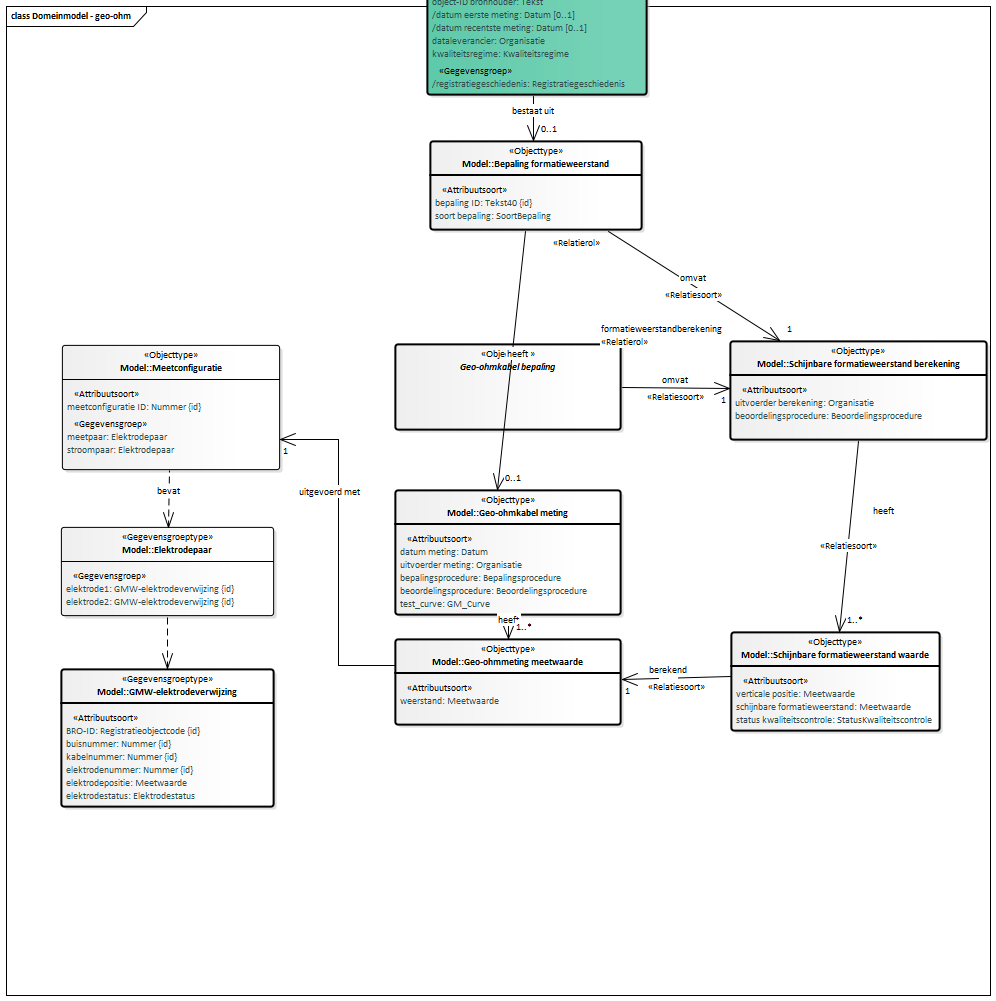 class Domeinmodel - geo-ohm
object-ID bronhouder: Tekst
/datum eerste meting: Datum [0..1]
/datum recentste meting: Datum [0..1]
dataleverancier: Organisatie
kwaliteitsregime: Kwaliteitsregime
«Gegevensgroep»
/registratiegeschiedenis: Registratiegeschiedenis
bestaat uit
0..1
«Objecttype»
Model::Bepaling formatieweerstand
«Attribuutsoort»
bepaling ID: Tekst40 {id}
soort bepaling: SoortBepaling
«Relatierol»
omvat
«Relatiesoort»
1
formatieweerstandberekening
«Relatierol»
«Objecttype»
Model::Meetconfiguratie
«Attribuutsoort»
meetconfiguratie ID: Nummer {id}
«Gegevensgroep»
meetpaar: Elektrodepaar
stroompaar: Elektrodepaar
«Obje heeft »
Geo-ohmkabel bepaling
omvat
«Relatiesoort»
1
«Objecttype»
Model::Schijnbare formatieweerstand berekening
«Attribuutsoort»
uitvoerder berekening: Organisatie
beoordelingsprocedure: Beoordelingsprocedure
1
uitgevoerd met
bevat
0..1
heeft
«Relatiesoort»
1..*
«Gegevensgroeptype»
Model::Elektrodepaar
«Gegevensgroep»
elektrode1: GMW-elektrodeverwijzing {id}
elektrode2: GMW-elektrodeverwijzing {id}
«Objecttype»
Model::Geo-ohmkabel meting
«Attribuutsoort»
datum meting: Datum
uitvoerder meting: Organisatie
bepalingsprocedure: Bepalingsprocedure
beoordelingsprocedure: Beoordelingsprocedure
test_curve: GM_Curve
heeft
1..*
«Gegevensgroeptype»
Model::GMW-elektrodeverwijzing
«Attribuutsoort»
BRO-ID: Registratieobjectcode {id}
buisnummer: Nummer {id}
kabelnummer: Nummer {id}
elektrodenummer: Nummer {id}
elektrodepositie: Meetwaarde
elektrodestatus: Elektrodestatus
«Objecttype»
Model::Geo-ohmmeting meetwaarde
«Attribuutsoort»
weerstand: Meetwaarde
berekend
«Relatiesoort»
1
«Objecttype»
Model::Schijnbare formatieweerstand waarde
«Attribuutsoort»
verticale positie: Meetwaarde
schijnbare formatieweerstand: Meetwaarde
status kwaliteitscontrole: StatusKwaliteitscontrole